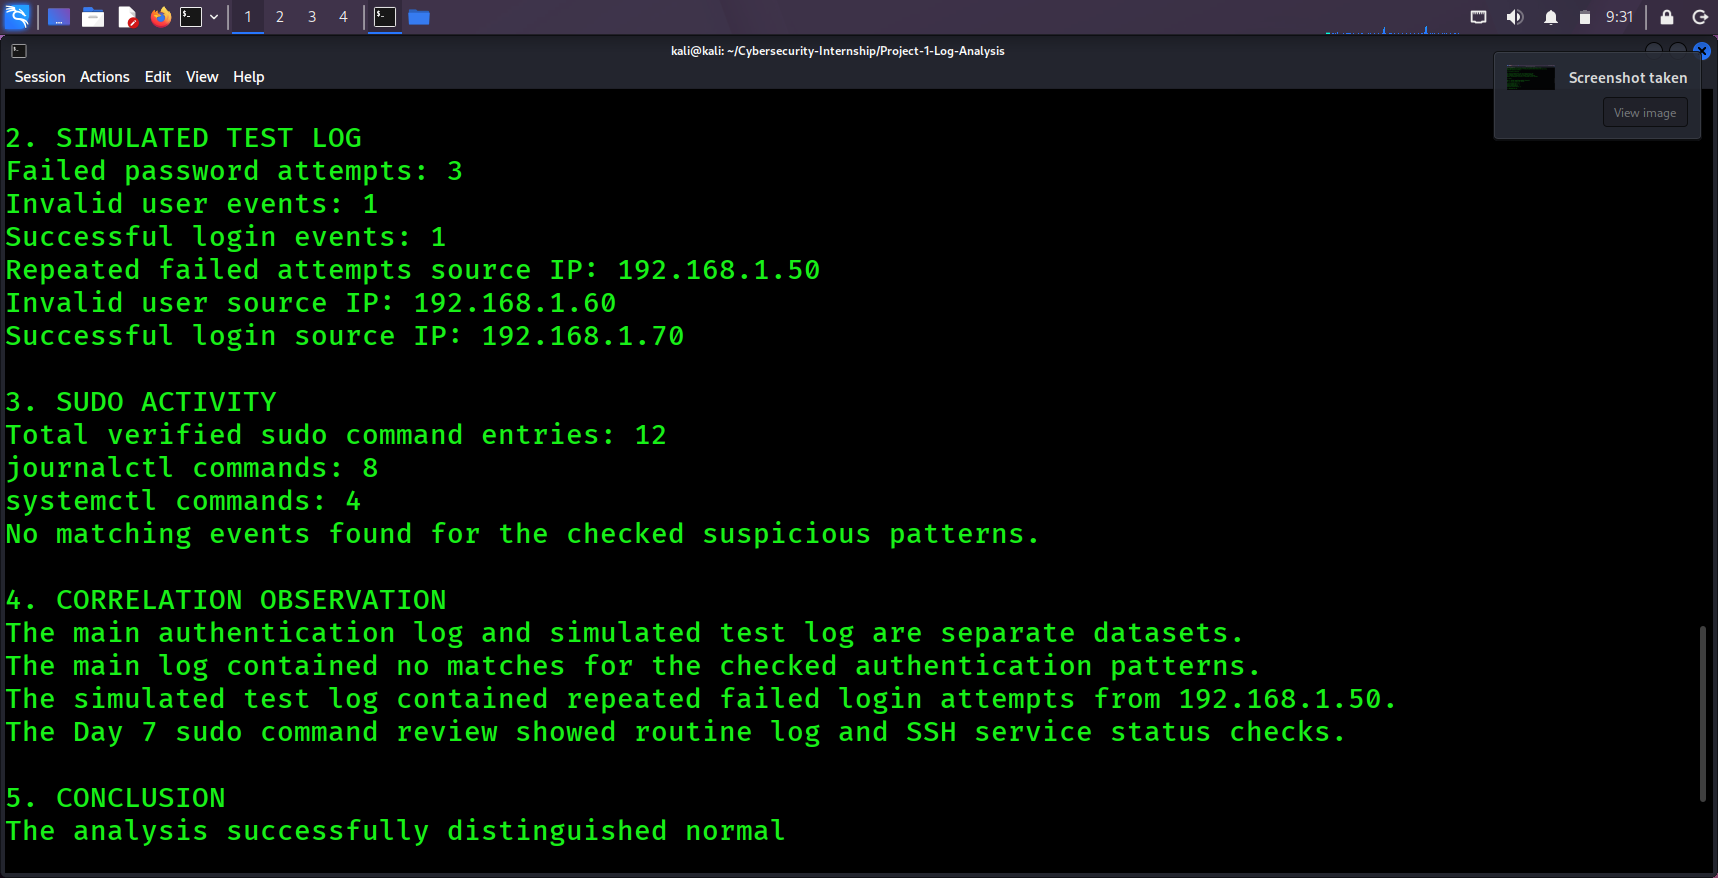 1 2 3 4
9:31
kali@kali: ~/Cybersecurity-Internship/Project-1-Log-Analysis
Session Actions Edit View Help
Screenshot taken
View image
2. SIMULATED TEST LOG
Failed password attempts: 3
Invalid user events: 1
Successful login events: 1
Repeated failed attempts source IP: 192.168.1.50
Invalid user source IP: 192.168.1.60
Successful login source IP: 192.168.1.70
3. SUDO ACTIVITY
Total verified sudo command entries: 12
journalctl commands: 8
systemctl commands: 4
No matching events found for the checked suspicious patterns.
4. CORRELATION OBSERVATION
The main authentication log and simulated test log are separate datasets.
The main log contained no matches for the checked authentication patterns.
The simulated test log contained repeated failed login attempts from 192.168.1.50.
The Day 7 sudo command review showed routine log and SSH service status checks.
5. CONCLUSION
The analysis successfully distinguished normal